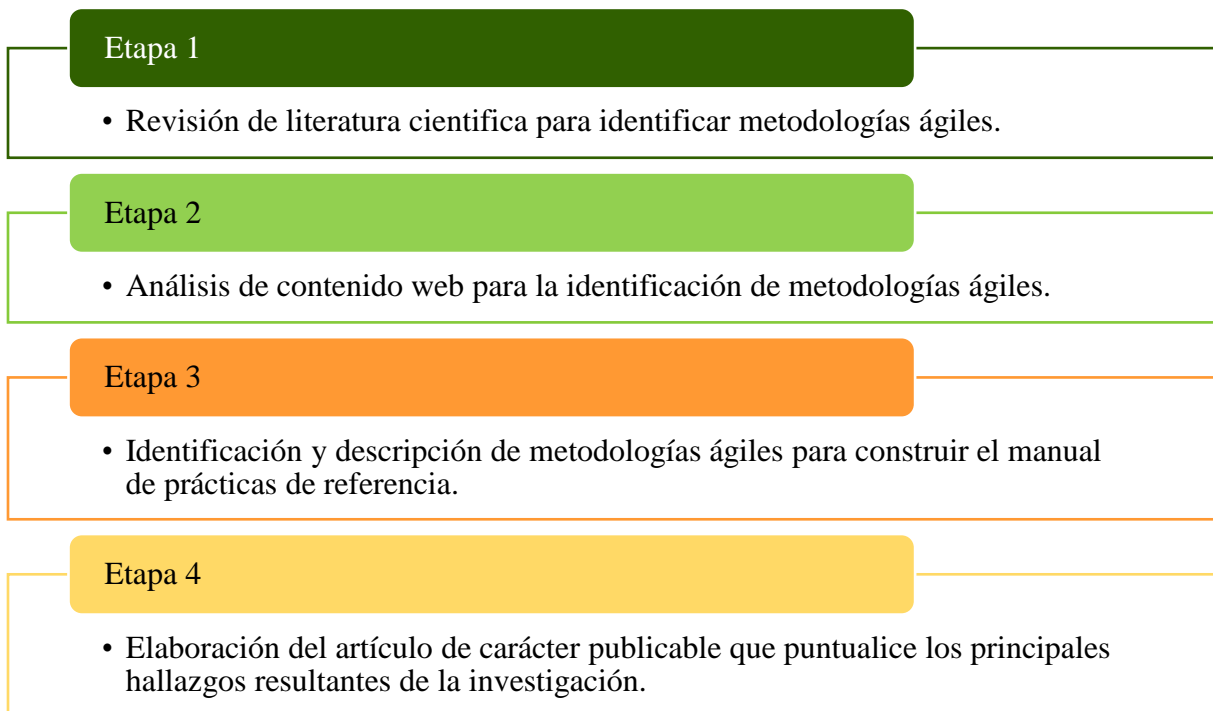 Etapa 1
• Revisión de literatura cientifica para identificar metodologías ágiles.
Etapa 2
• Análisis de contenido web para la identificación de metodologías ágiles.
Etapa 3
• Identificación y descripción de metodologías ágiles para construir el manual
de prácticas de referencia.
Etapa 4
• Elaboración del artículo de carácter publicable que puntualice los principales
hallazgos resultantes de la investigación.